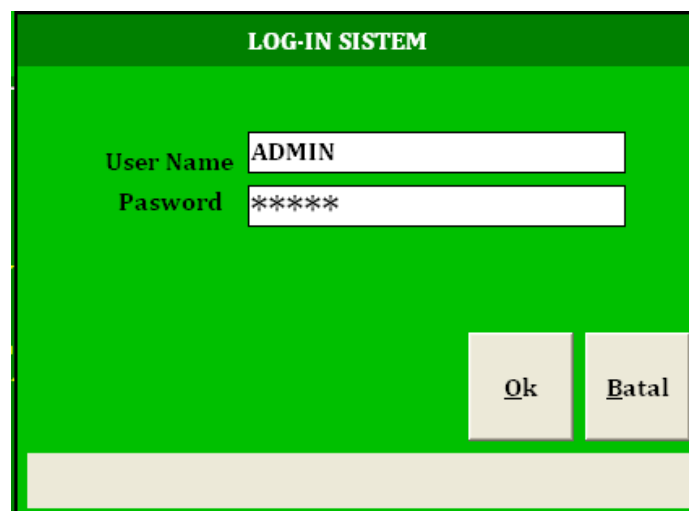 LOG-IN SISTEM
User Name ADMIN
Pasword *****
Ok Batal